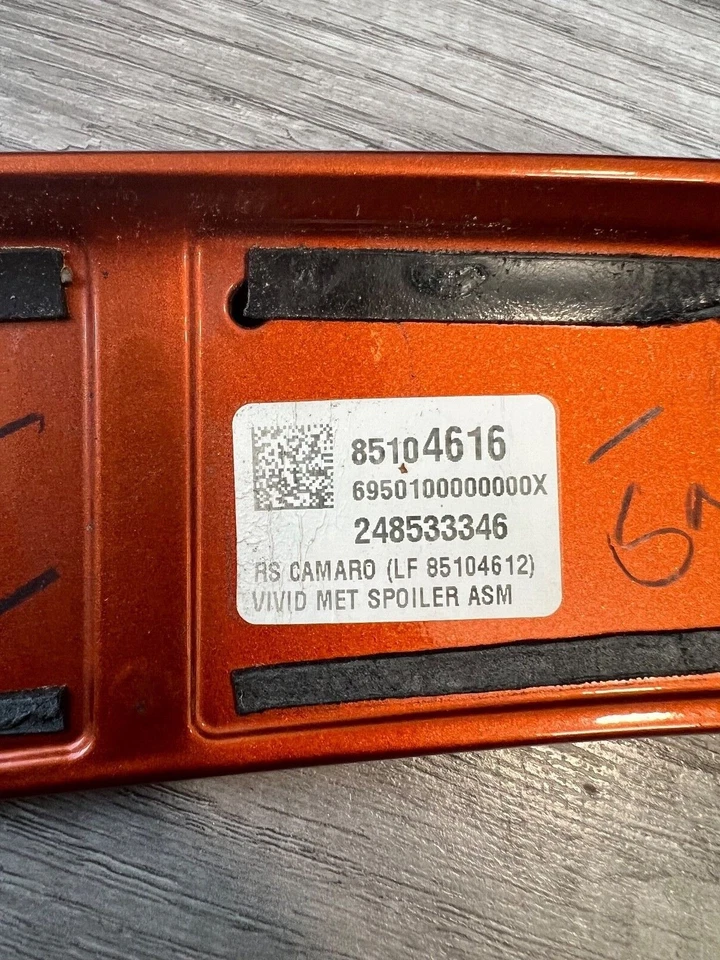 85104616
6950100000000X
248533346
RS CAMARO (LF 85104612)
VIVID MET SPOILER ASM